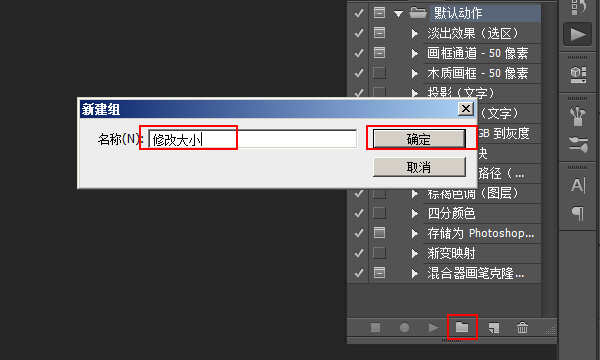 默认动作
淡出效果（选区）
画框通道 - 50 像素
木质画框 - 50 像素
投影（文字）
新建组
（文字）
名称(N):
修改大小
确定
GB 到灰度
块
取消
路径（ ...
棕褐色调（图层）
四分颜色
存储为 Photoshop...
渐变映射
混合器画笔克隆...
A|